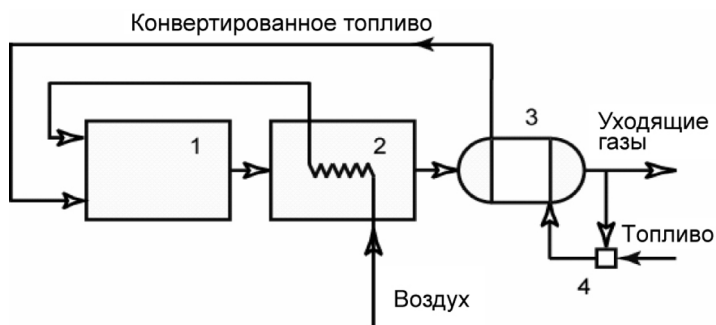 Конвертированное топливо
1
2
3
Уходящие
газы
Топливо
4
Воздух